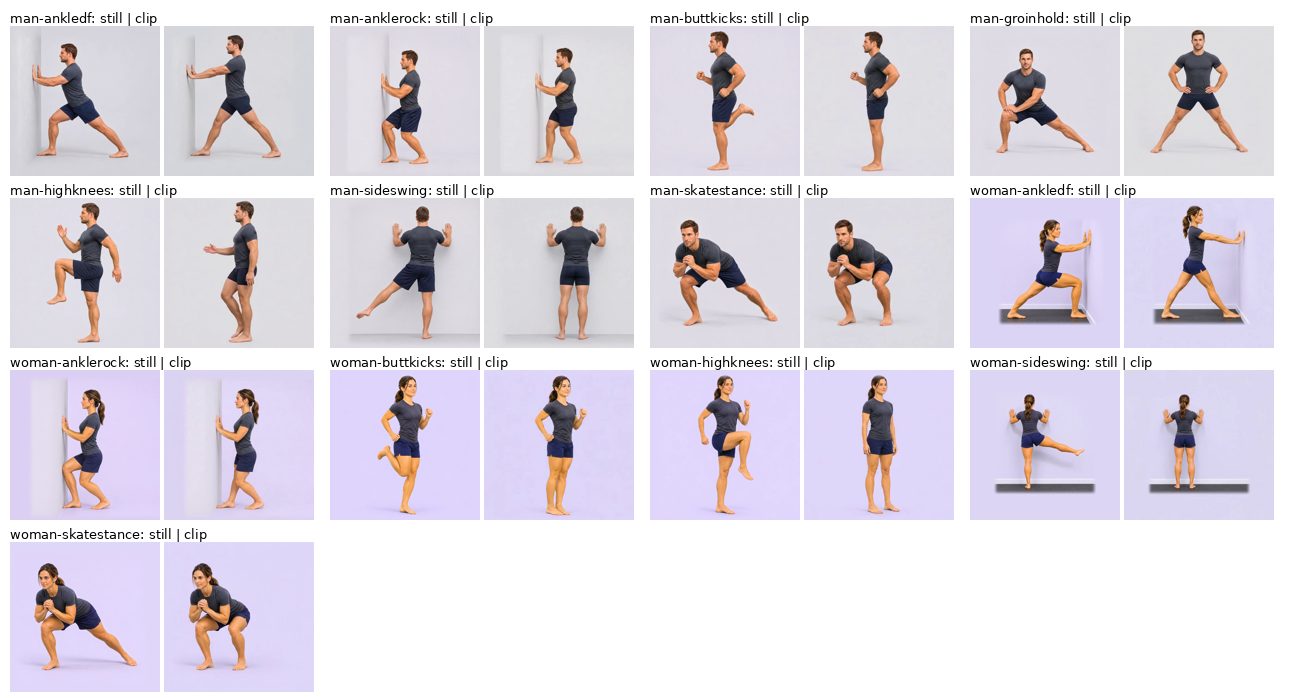 man-ankledf: still | clip
man-anklerock: still | clip
man-buttkicks: still | clip
man-groinhold: still | clip
man-highknees: still | clip
man-sideswing: still | clip
man-skatestance: still | clip
woman-ankledf: still | clip
woman-anklerock: still | clip
woman-buttkicks: still | clip
woman-highknees: still | clip
woman-sideswing: still | clip
woman-skatestance: still | clip